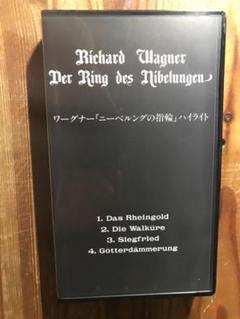 Richard Wagner
Der Ring des Nibelungen
ワーグナー「ニーベルングの指輪」ハイライト
1. Das Rheingold
2. Die Walküre
3. Siegfried
4. Götterdämmerung